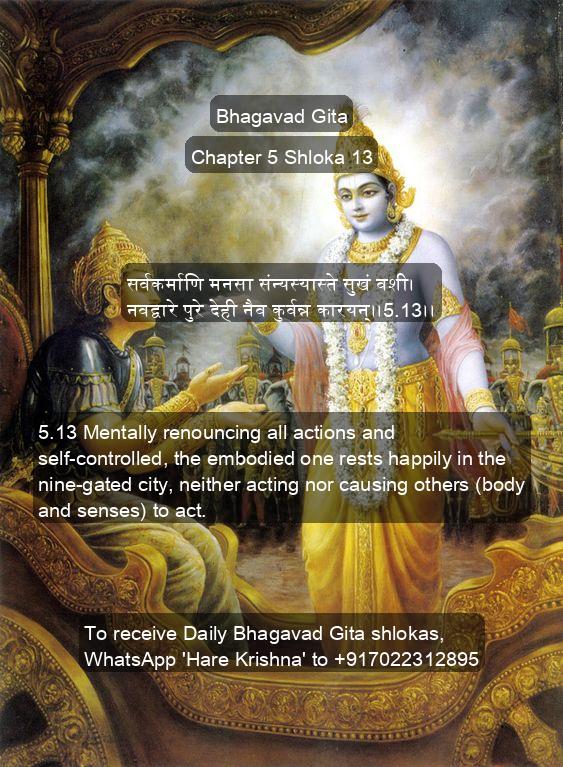 Bhagavad Gita
Chapter 5 Shloka 13
सर्वकर्माणि मनसा संन्यस्यास्ते सुखं वशी।
नवद्वारे पुरे देही नैव कुर्वन्न कारयन्।।5.13।।
5.13 Mentally renouncing all actions and
self-controlled, the embodied one rests happily in the
nine-gated city, neither acting nor causing others (body
and senses) to act.
To receive Daily Bhagavad Gita shlokas,
WhatsApp 'Hare Krishna' to +917022312895